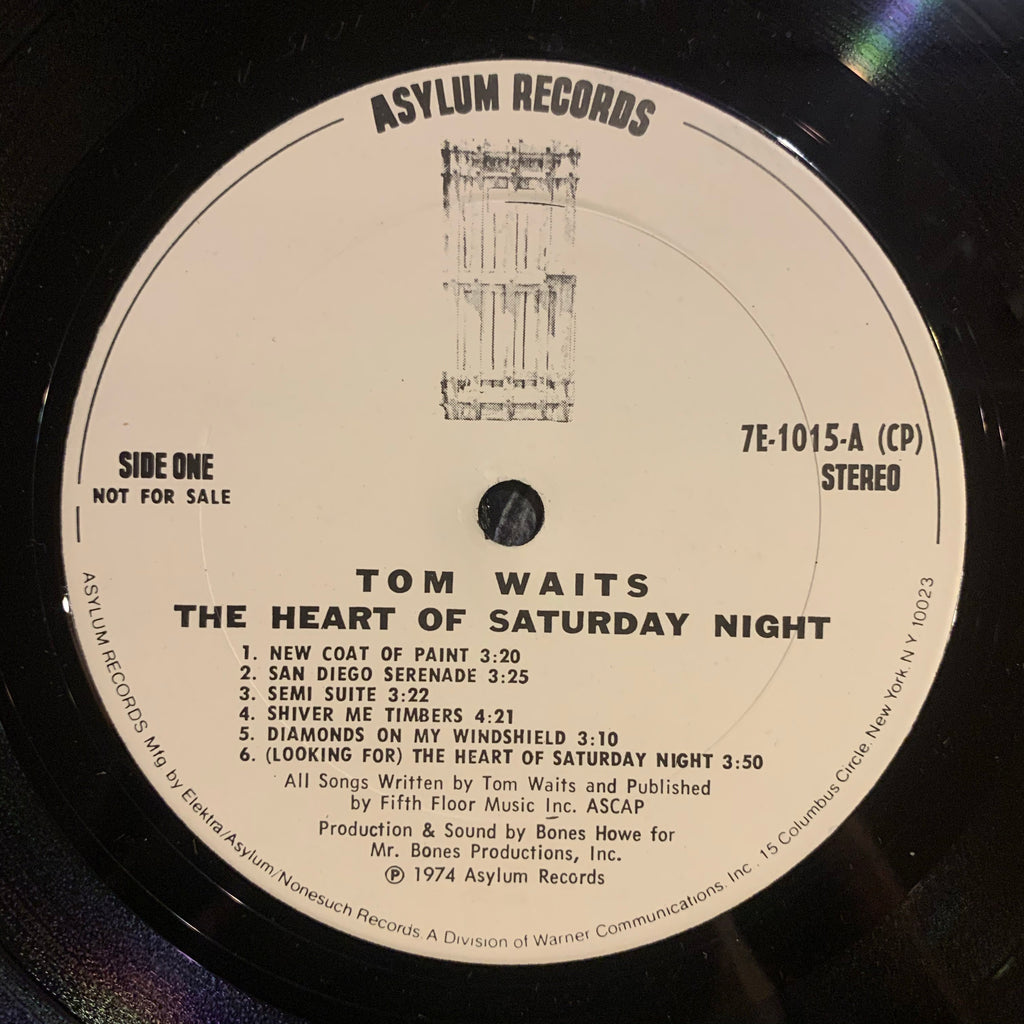 ASYLUM RECORDS
7E-1015-A (CP)
SIDE ONE
STEREO
NOT FOR SALE
TOM WAITS
THE HEART OF SATURDAY NIGHT
1. NEW COAT OF PAINT 3:20
2. SAN DIEGO SERENADE 3:25
3. SEMI SUITE 3:22
4. SHIVER ME TIMBERS 4:21
5. DIAMONDS ON MY WINDSHIELD 3:10
6. (LOOKING FOR) THE HEART OF SATURDAY NIGHT 3:50
All Songs Written by Tom Waits and Published
by Fifth Floor Music Inc. ASCAP
Production & Sound by Bones Howe for
Mr. Bones Productions, Inc.
℗ 1974 Asylum Records
ASYLUM RECORDS. Mfg by Elektra/Asylum/Nonesuch Records. A Division of Warner Communications. Inc. 15 Columbus Circle. New York. N Y 10023